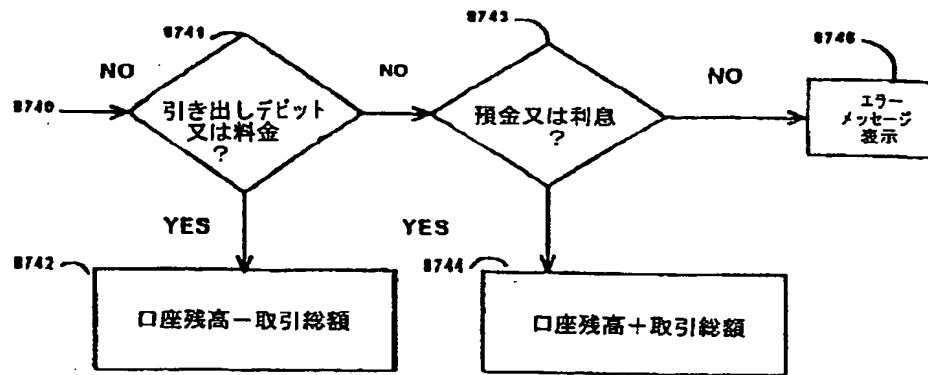 8741
8743
8746
NO
NO
NO
8740
引き出しデビット
又は料金
?
預金又は利息
?
エラー
メッセージ
表示
YES
YES
8742
8744
口座残高-取引総額
口座残高+取引総額